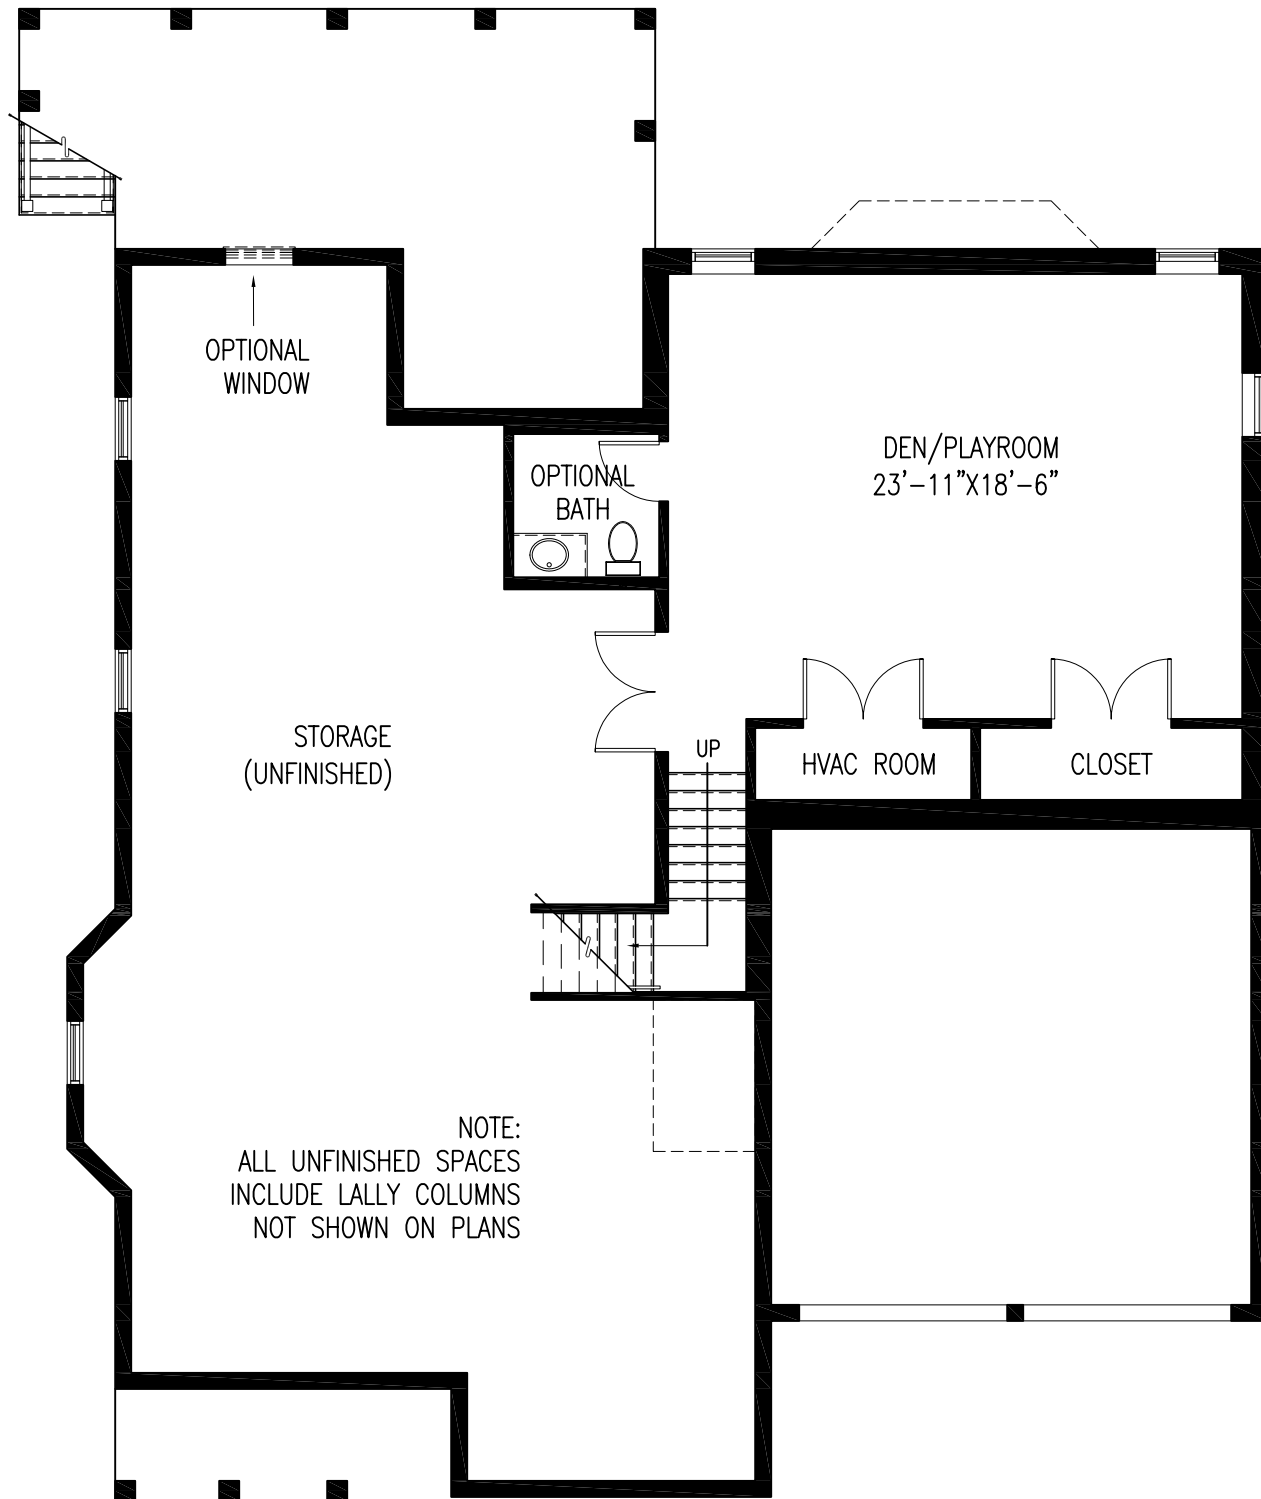 OPTIONAL
WINDOW
DEN/PLAYROOM
23'-11"X18'-6"
OPTIONAL
BATH
STORAGE
(UNFINISHED)
UP
HVAC ROOM
CLOSET
NOTE:
ALL UNFINISHED SPACES
INCLUDE LALLY COLUMNS
NOT SHOWN ON PLANS